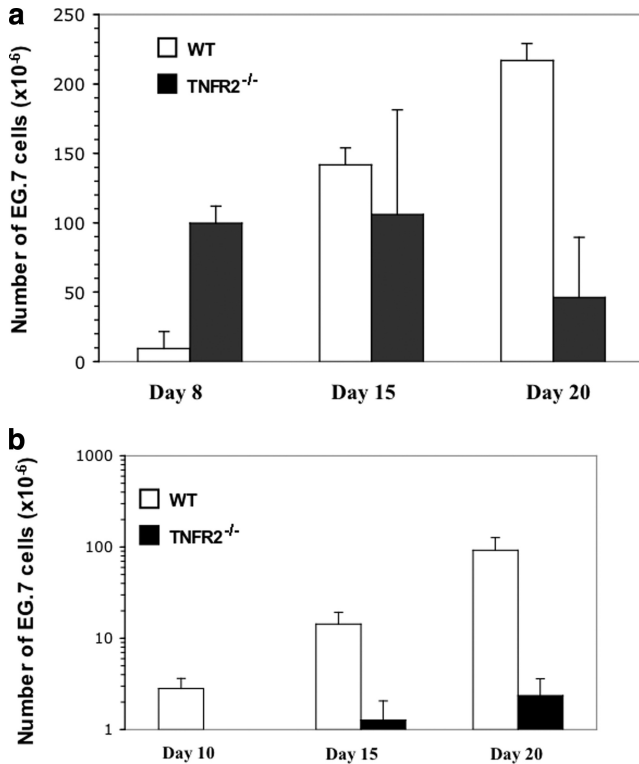 a
Number of EG.7 cells (x10-6)
250
200
150
100
50
0
WT
TNFR2-/-
Day 8
Day 15
Day 20
b
Number of EG.7 cells (x10-6)
1000
100
10
1
WT
TNFR2-/-
Day 10
Day 15
Day 20